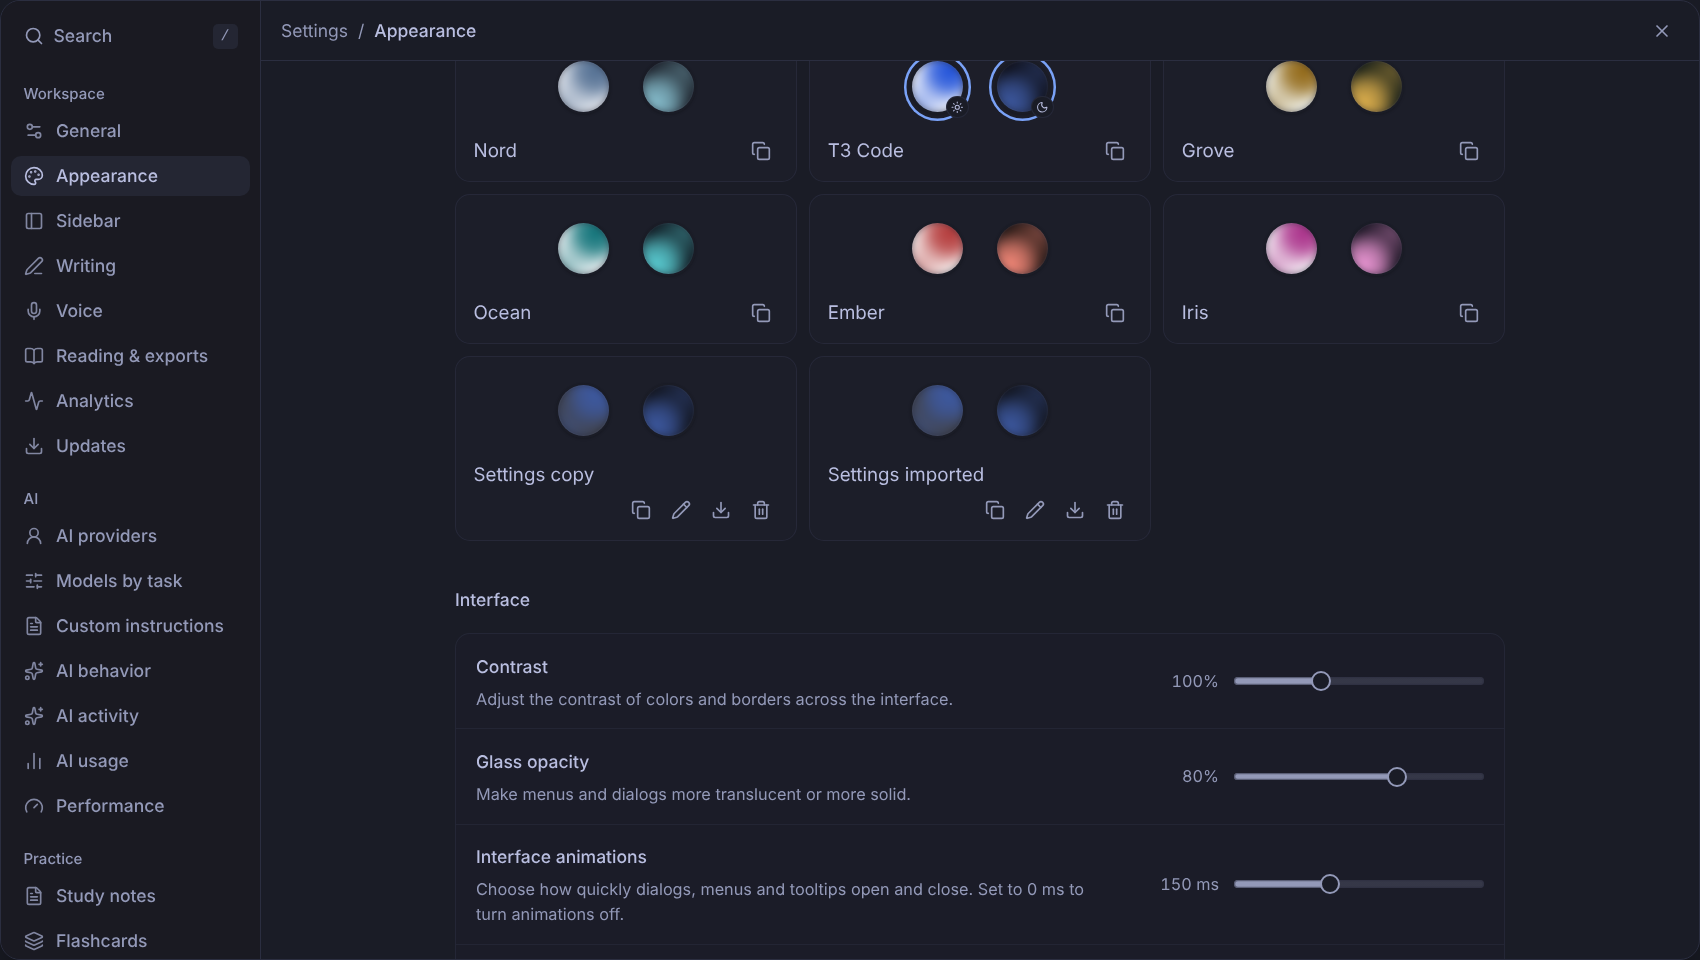 Search
/
Workspace
General
Appearance
Sidebar
Writing
Voice
Reading & exports
Analytics
Updates
AI
AI providers
Models by task
Custom instructions
AI behavior
AI activity
AI usage
Performance
Practice
Study notes
Flashcards
Settings / Appearance
Nord
T3 Code
Grove
Ocean
Ember
Iris
Settings copy
Settings imported
Interface
Contrast
Adjust the contrast of colors and borders across the interface.
100%
Glass opacity
Make menus and dialogs more translucent or more solid.
80%
Interface animations
Choose how quickly dialogs, menus and tooltips open and close. Set to 0 ms to
turn animations off.
150 ms